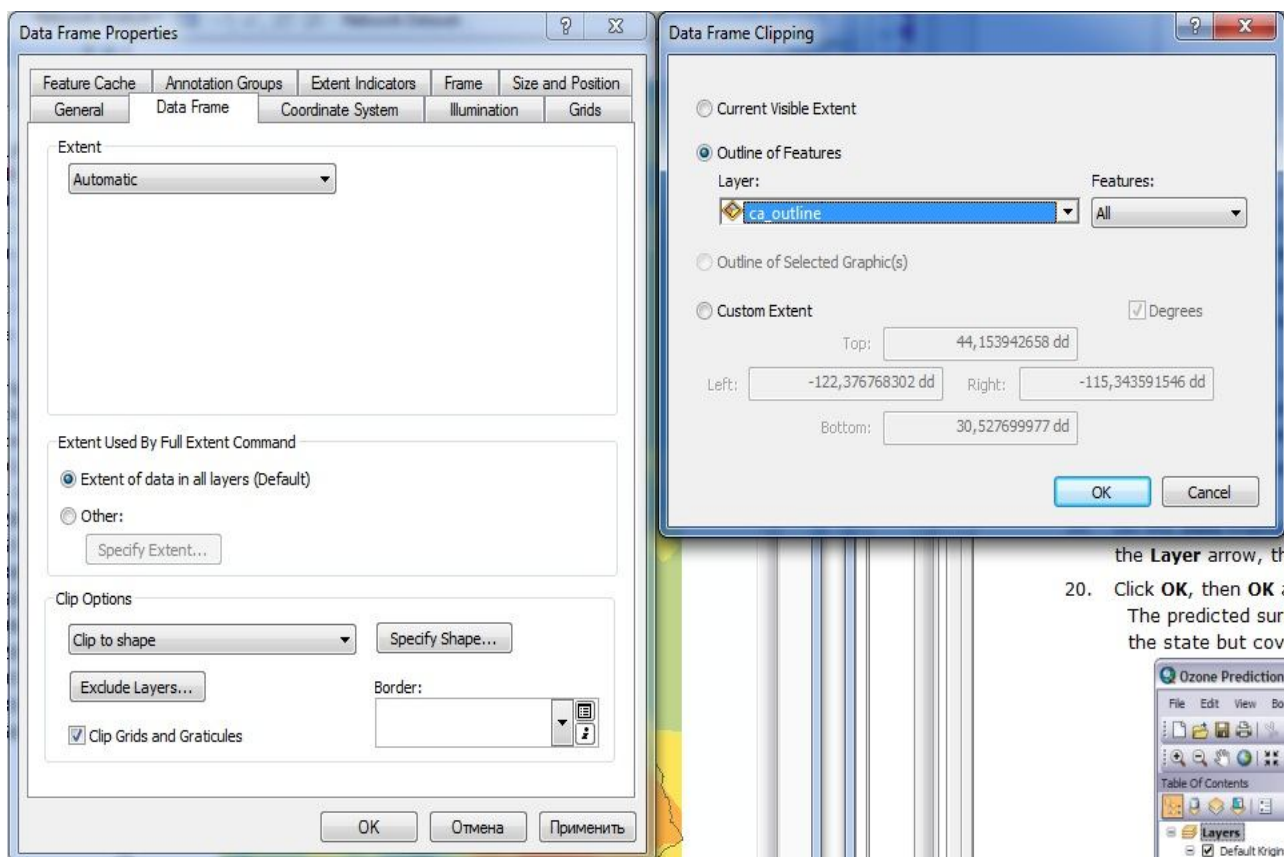 Data Frame Properties
Feature Cache Annotation Groups Extent Indicators Frame Size and Position
General Data Frame Coordinate System Illumination Grids
Extent
Automatic
Extent Used By Full Extent Command
Extent of data in all layers (Default)
Other:
Specify Extent...
Clip Options
Clip to shape Specify Shape...
Exclude Layers... Border:
Clip Grids and Graticules
OK Отмена Применить
Data Frame Clipping
Current Visible Extent
Outline of Features
Layer: Features:
ca_outline All
Outline of Selected Graphic(s)
Custom Extent Degrees
Top: 44,153942658 dd
Left: -122,376768302 dd Right: -115,343591546 dd
Bottom: 30,527699977 dd
OK Cancel
the Layer arrow,
20. Click OK, then OK
The predicted
the state but
Ozone Prediction
File Edit View
Table Of Contents
Layers
Default